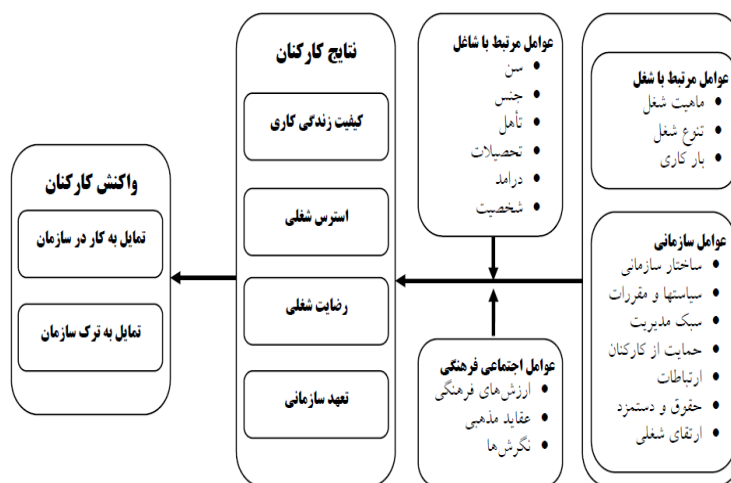 عوامل مرتبط با شغل
ماهیت شغل
تنوع شغل
بار کاری
عوامل سازمانی
ساختار سازمانی
سیاستها و مقررات
سبک مدیریت
حمایت از کارکنان
ارتباطات
حقوق و دستمزد
ارتقای شغلی
عوامل مرتبط با شاغل
سن
جنس
تأهل
تحصیلات
درامد
شخصیت
عوامل اجتماعی فرهنگی
ارزش‌های فرهنگی
عقاید مذهبی
نگرش‌ها
نتایج کارکنان
کیفیت زندگی کاری
استرس شغلی
رضایت شغلی
تعهد سازمانی
واکنش کارکنان
تمایل به کار در سازمان
تمایل به ترک سازمان